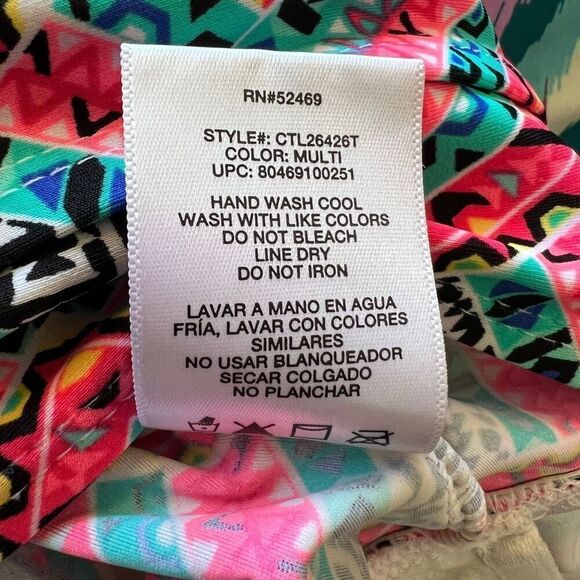 RN#52469
STYLE#: CTL26426T
COLOR: MULTI
UPC: 80469100251
HAND WASH COOL
WASH WITH LIKE COLORS
DO NOT BLEACH
LINE DRY
DO NOT IRON
LAVAR A MANO EN AGUA
FRÍA, LAVAR CON COLORES
SIMILARES
NO USAR BLANQUEADOR
SECAR COLGADO
NO PLANCHAR